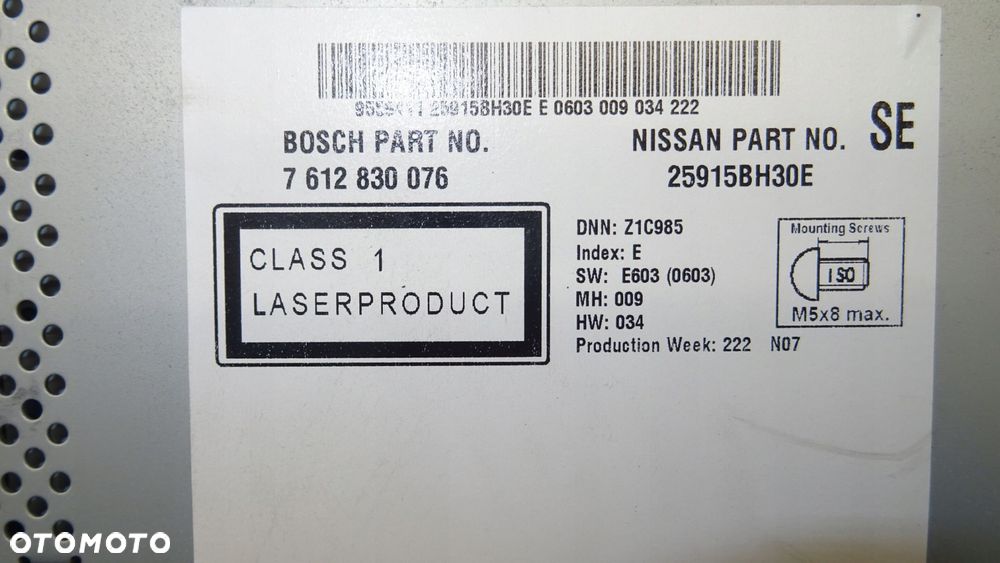 25915BH30E E 0603 009 034 222
BOSCH PART NO.
7 612 830 076
NISSAN PART NO.
25915BH30E
SE
CLASS 1
LASERPRODUCT
DNN: Z1C985
Index: E
SW: E603 (0603)
MH: 009
HW: 034
Production Week: 222 N07
Mounting Screws
ISO
M5x8 max.
OTOMOTO